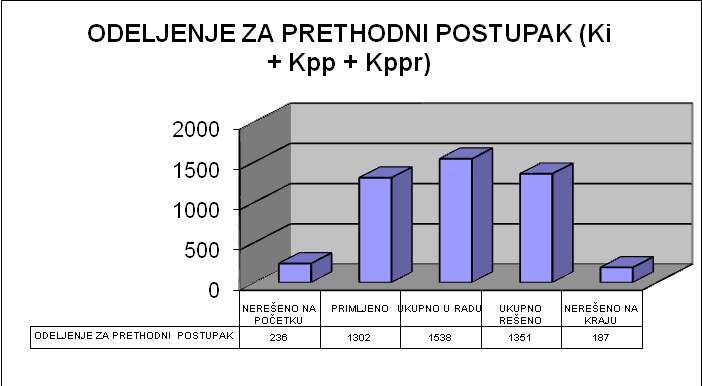 ODELJENJE ZA PRETHODNI POSTUPAK (Ki
+ Kpp + Kppr)
2000
1500
1000
500
0
NEREŠENO NA POČETKU PRIMLJENO UKUPNO U RADU UKUPNO REŠENO NEREŠENO NA KRAJU
ODELJENJE ZA PRETHODNI POSTUPAK 236 1302 1538 1351 187